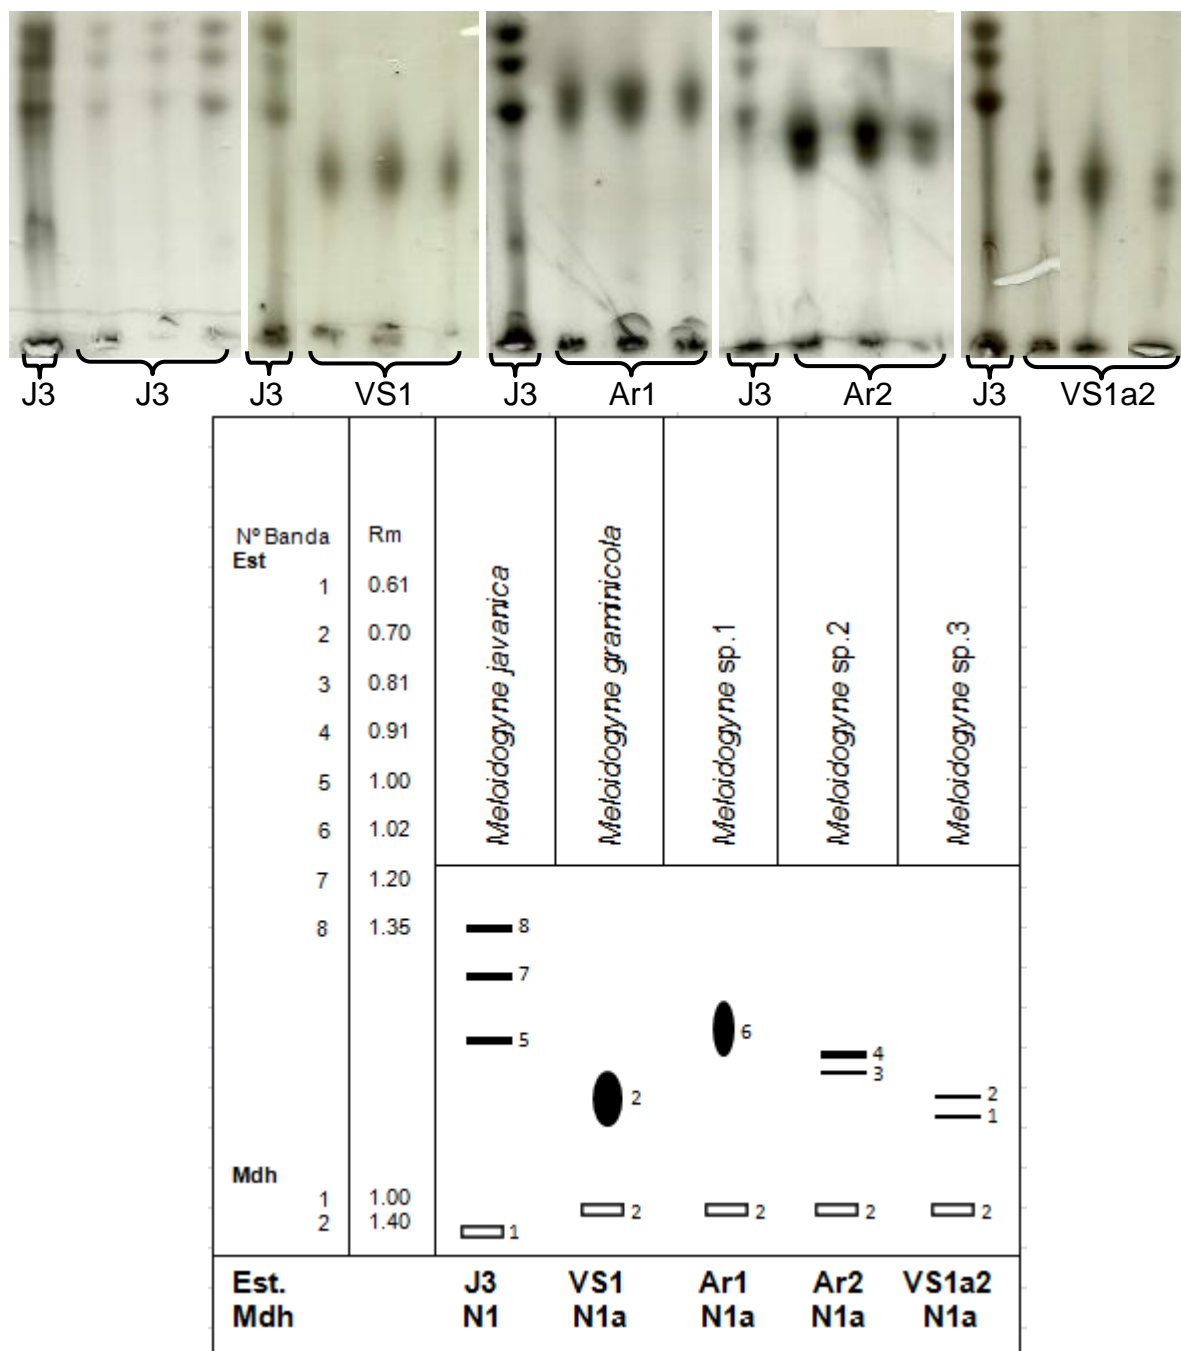 J3 J3 J3 VS1 J3 Ar1 J3 Ar2 J3 VS1a2
Nº Banda Rm
Est
1 0.61
2 0.70
3 0.81
4 0.91
5 1.00
6 1.02
7 1.20
8 1.35
Meloidogyne javanica
Meloidogyne graminicola
Meloidogyne sp.1
Meloidogyne sp.2
Meloidogyne sp.3
8
7
5
2
6
4
3
2
1
Mdh
1 1.00
2 1.40
1
2
2
2
2
Est. J3 VS1 Ar1 Ar2 VS1a2
Mdh N1 N1a N1a N1a N1a